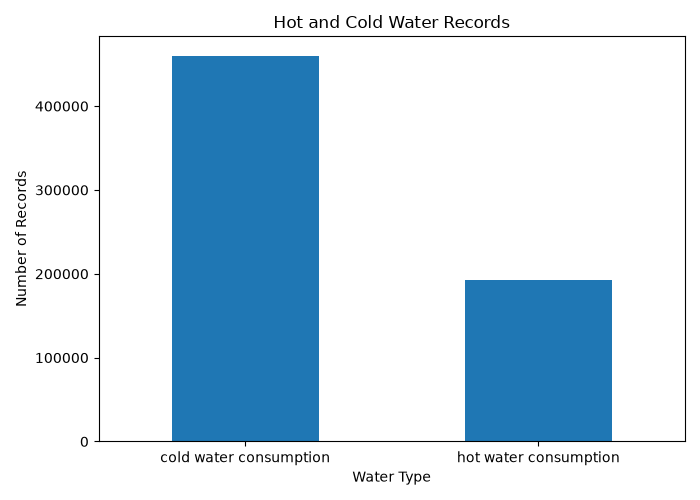 Hot and Cold Water Records
Number of Records
400000
300000
200000
100000
0
cold water consumption
hot water consumption
Water Type